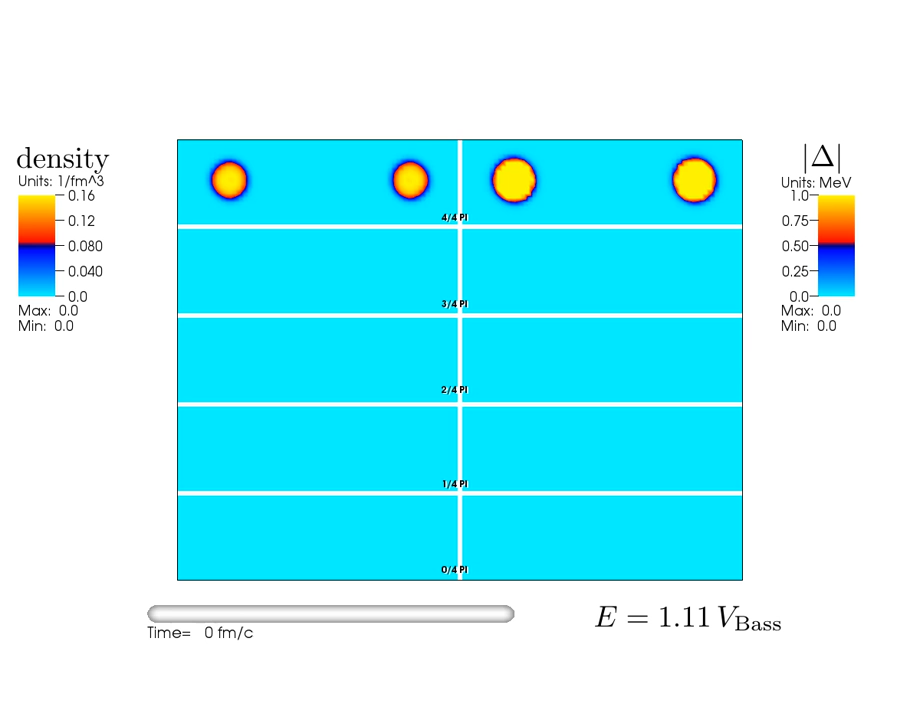 density
Units: 1/fm^3
0.16
0.12
0.080
0.040
0.0
Max: 0.0
Min: 0.0
4/4 PI
3/4 PI
2/4 PI
1/4 PI
0/4 PI
|Δ|
Units: MeV
1.0
0.75
0.50
0.25
0.0
Max: 0.0
Min: 0.0
Time= 0 fm/c
E = 1.11 V_Bass